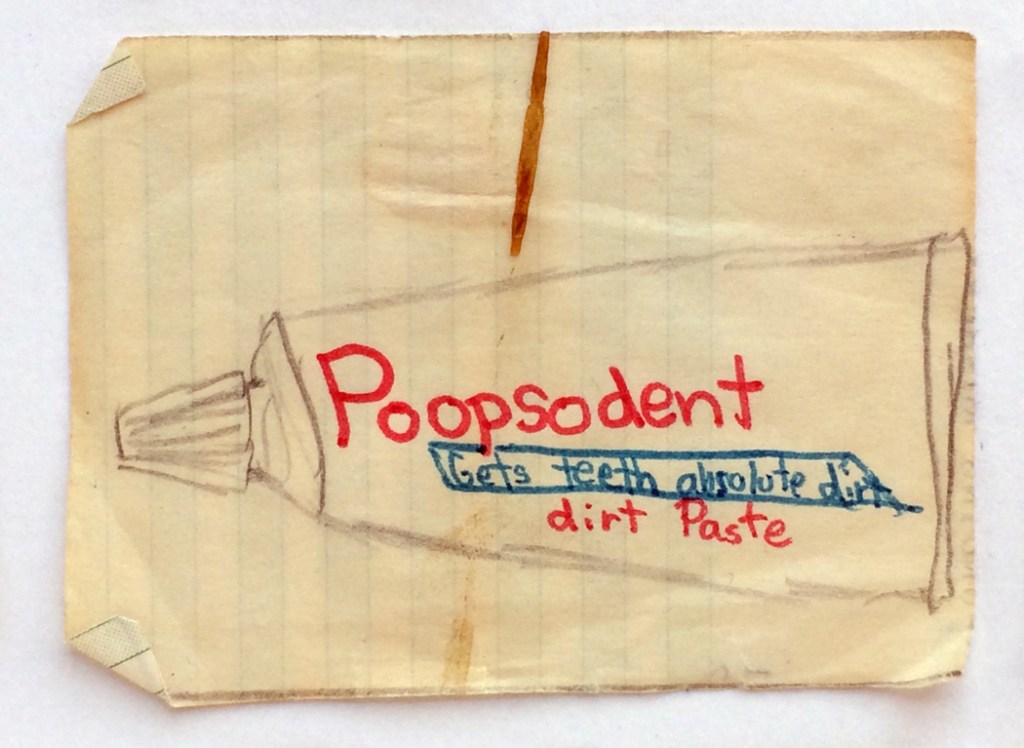 Poopsodent
Gets teeth absolute dirt
dirt Paste